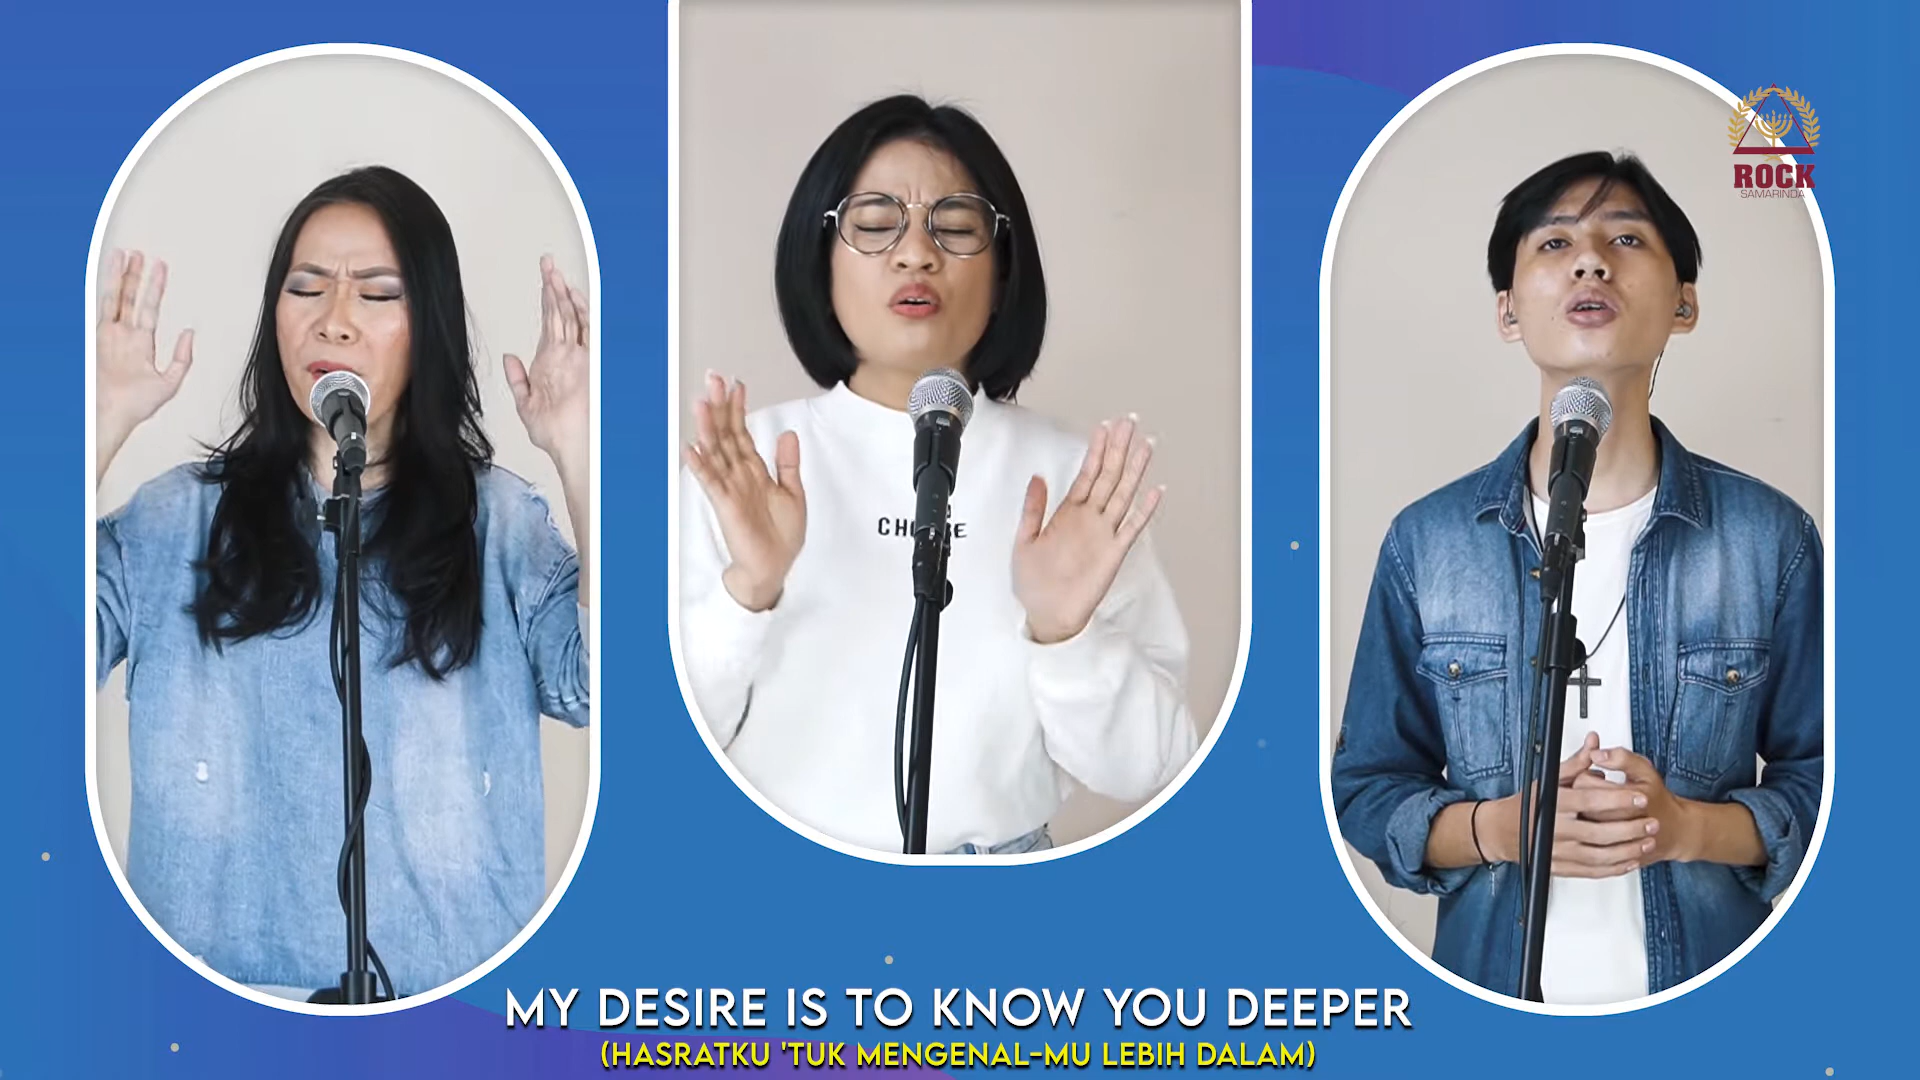 ROCK
SAMARINDA
MY DESIRE IS TO KNOW YOU DEEPER
(HASRATKU 'TUK MENGENAL-MU LEBIH DALAM)